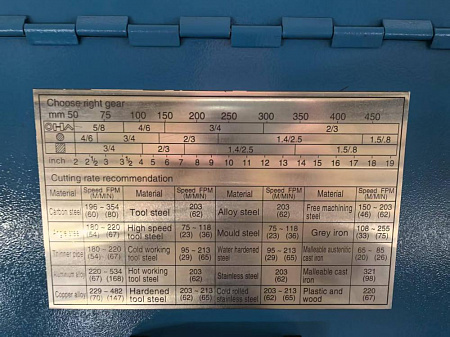 Choose right gear
mm 50 75 100 150 200 250 300 350 400 450
5/8 4/6 3/4 2/3
4/6 3/4 2/3 1.4/2.5 1.5/.8
3/4 2/3 1.4/2.5 1.5/.8
inch 2 2½ 3 3½ 4 5 6 7 8 9 10 11 12 13 14 15 16 17 18 19
Cutting rate recommendation
Material Speed FPM (M/MIN) Material Speed FPM (M/MIN) Material Speed FPM (M/MIN) Material Speed FPM (M/MIN)
Carbon steel 196~354 (60) (80) Tool steel 203 (62) Alloy steel 203 (62) Free machining steel 150~203 (46) (62)
Angle steel 180~220 (54) (67) High speed tool steel 75~118 (23) (36) Mould steel 75~118 (23) (36) Grey iron 108~255 (33) (75)
Thinner pipe 180~220 (54) (67) Cold working tool steel 95~213 (29) (65) Water hardened steel 95~213 (29) (65) Malleable austenitic cast iron 65~85 (20) (26)
Aluminum alloy 220~534 (67) (168) Hot working tool steel 203 (62) Stainless steel 203 (62) Malleable cast iron 321 (98)
Copper alloy 229~482 (70) (147) Hardened tool steel 203~213 (62) (65) Cold rolled stainless steel 203~213 (62) (65) Plastic and wood 220 (67)